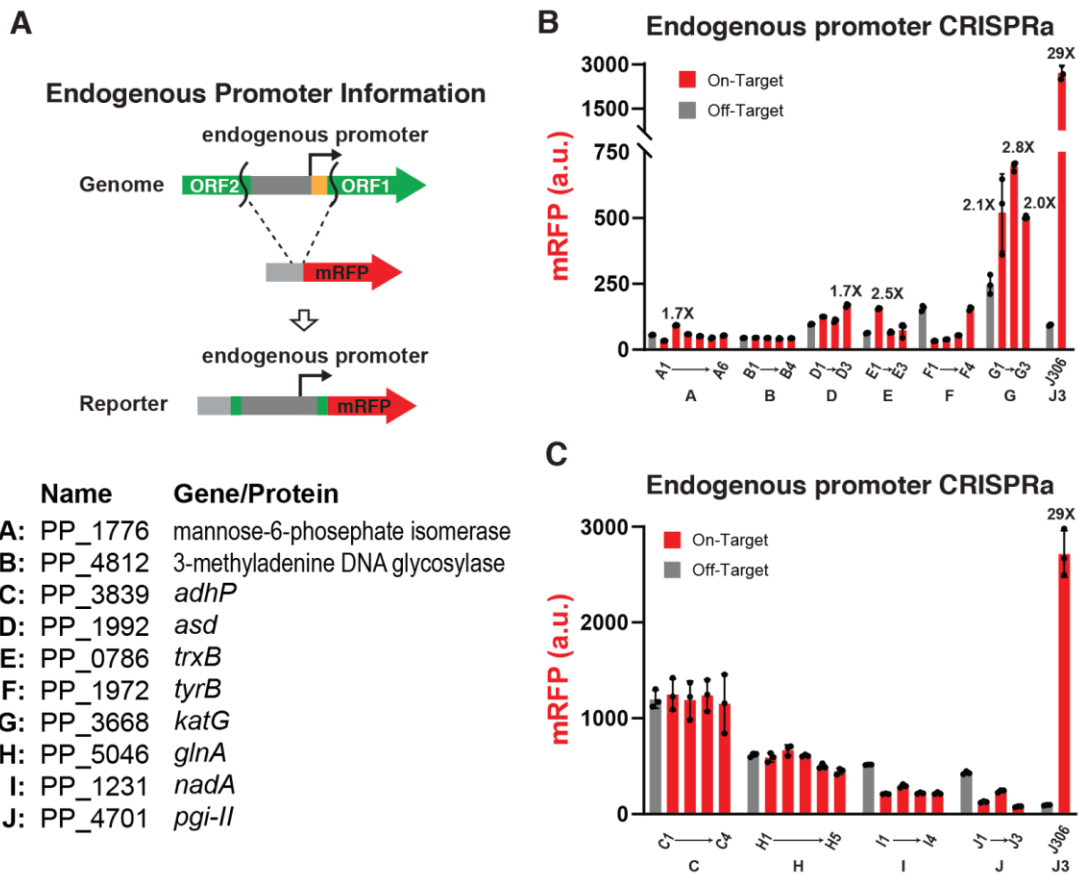 A
Endogenous Promoter Information
endogenous promoter
Genome
ORF2
ORF1
mRFP
endogenous promoter
Reporter
mRFP
Name Gene/Protein
A: PP_1776 mannose-6-phosephate isomerase
B: PP_4812 3-methyladenine DNA glycosylase
C: PP_3839 adhP
D: PP_1992 asd
E: PP_0786 trxB
F: PP_1972 tyrB
G: PP_3668 katG
H: PP_5046 glnA
I: PP_1231 nadA
J: PP_4701 pgi-II
B
Endogenous promoter CRISPRa
mRFP (a.u.)
3000
1500
750
500
250
0
On-Target
Off-Target
1.7X
1.7X
2.5X
2.1X
2.8X
2.0X
29X
A1 A6 B1 B4 D1 D3 E1 E3 F1 F4 G1 G3 J306
A B D E F G J3
C
Endogenous promoter CRISPRa
mRFP (a.u.)
3000
2000
1000
0
On-Target
Off-Target
29X
C1 C4 H1 H5 I1 I4 J1 J3 J306
C H I J J3